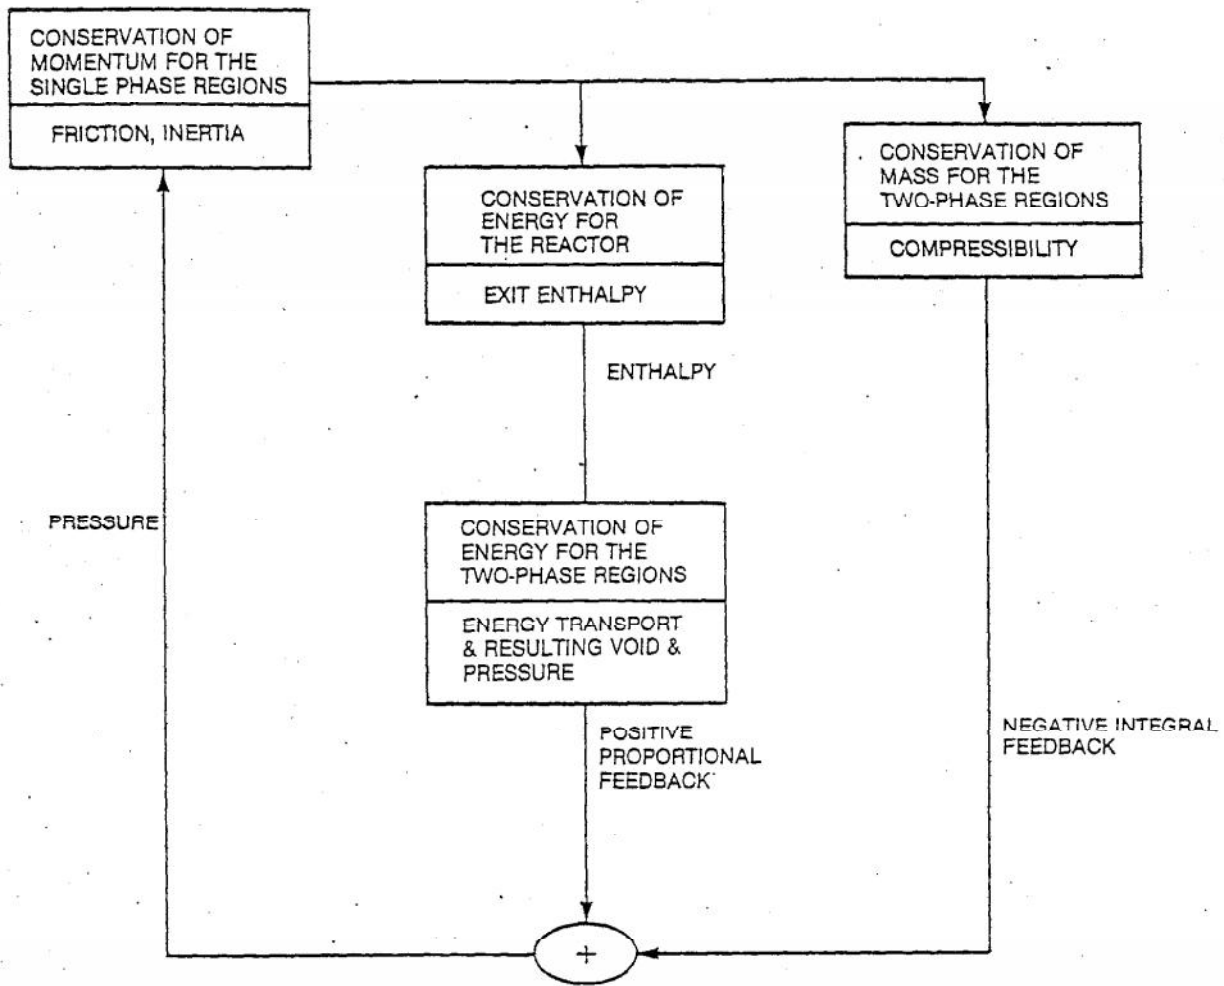 CONSERVATION OF
MOMENTUM FOR THE
SINGLE PHASE REGIONS
FRICTION, INERTIA
CONSERVATION OF
ENERGY FOR
THE REACTOR
EXIT ENTHALPY
CONSERVATION OF
MASS FOR THE
TWO-PHASE REGIONS
COMPRESSIBILITY
ENTHALPY
PRESSURE
CONSERVATION OF
ENERGY FOR THE
TWO-PHASE REGIONS
ENERGY TRANSPORT
& RESULTING VOID &
PRESSURE
POSITIVE
PROPORTIONAL
FEEDBACK
NEGATIVE INTEGRAL
FEEDBACK
+